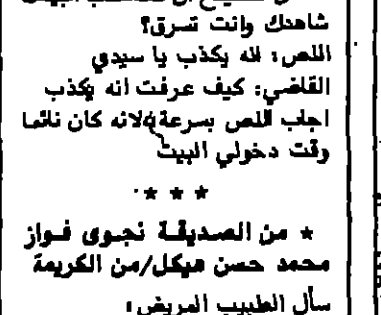 شاهدك وانت تسرق؟
اللص: انه يكذب يا سيدي
القاضي: كيف عرفت انه يكذب
اجاب اللص بسرعة: لانه كان نائما
وقت دخولي البيت
* * *
* من الصديقة نجوى فواز
محمد حسن هيكل/من الكريمة
سأل الطبيب المريض: